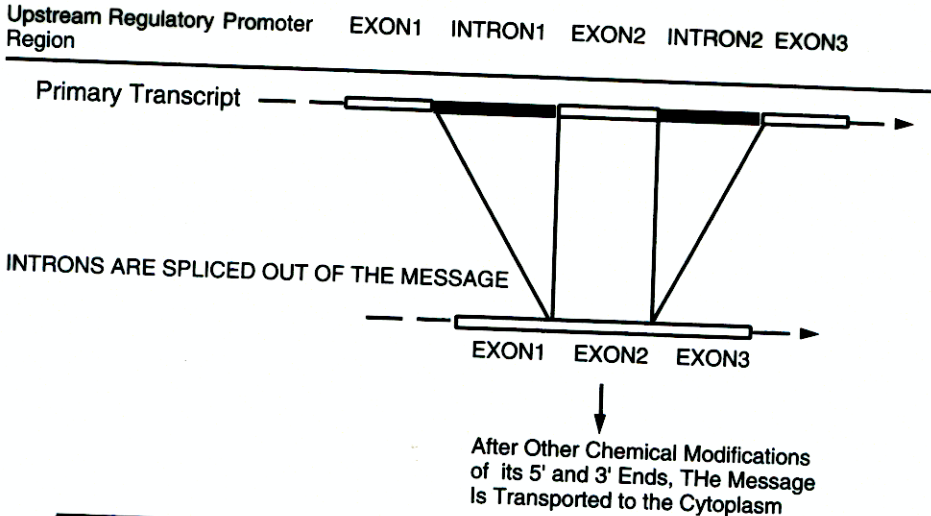 Upstream Regulatory Promoter Region
EXON1 INTRON1 EXON2 INTRON2 EXON3
Primary Transcript
INTRONS ARE SPLICED OUT OF THE MESSAGE
EXON1 EXON2 EXON3
After Other Chemical Modifications
of its 5' and 3' Ends, THe Message
Is Transported to the Cytoplasm